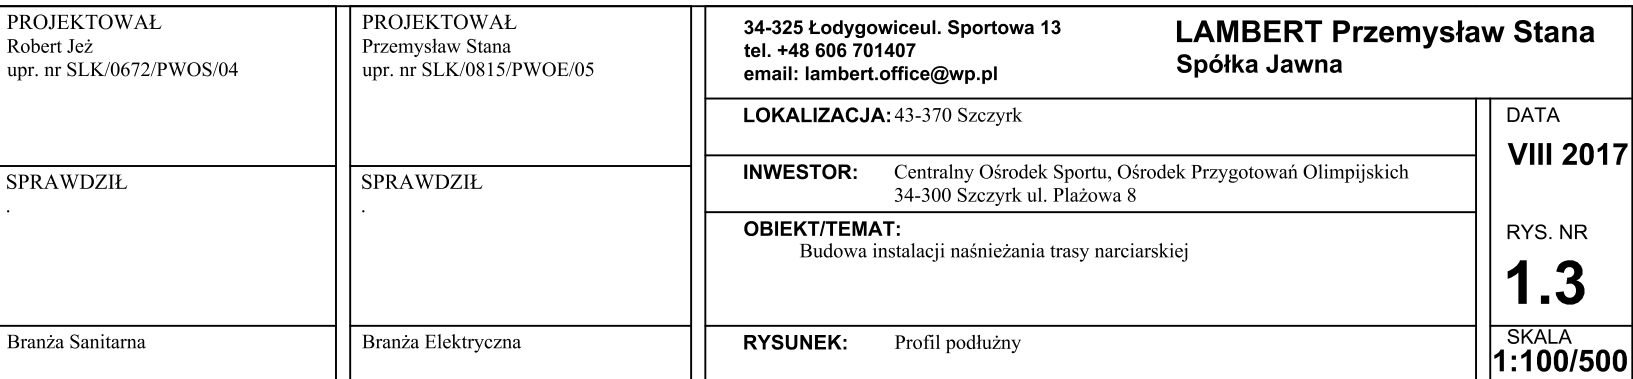 PROJEKTOWAŁ
Robert Jeż
upr. nr SLK/0672/PWOS/04
SPRAWDZIŁ
.
Branża Sanitarna
PROJEKTOWAŁ
Przemysław Stana
upr. nr SLK/0815/PWOE/05
SPRAWDZIŁ
.
Branża Elektryczna
34-325 Łodygowiceul. Sportowa 13
tel. +48 606 701407
email: lambert.office@wp.pl
LAMBERT Przemysław Stana
Spółka Jawna
LOKALIZACJA: 43-370 Szczyrk
INWESTOR: Centralny Ośrodek Sportu, Ośrodek Przygotowań Olimpijskich
34-300 Szczyrk ul. Plażowa 8
OBIEKT/TEMAT:
Budowa instalacji naśnieżania trasy narciarskiej
RYSUNEK: Profil podłużny
DATA
VIII 2017
RYS. NR
1.3
SKALA
1:100/500